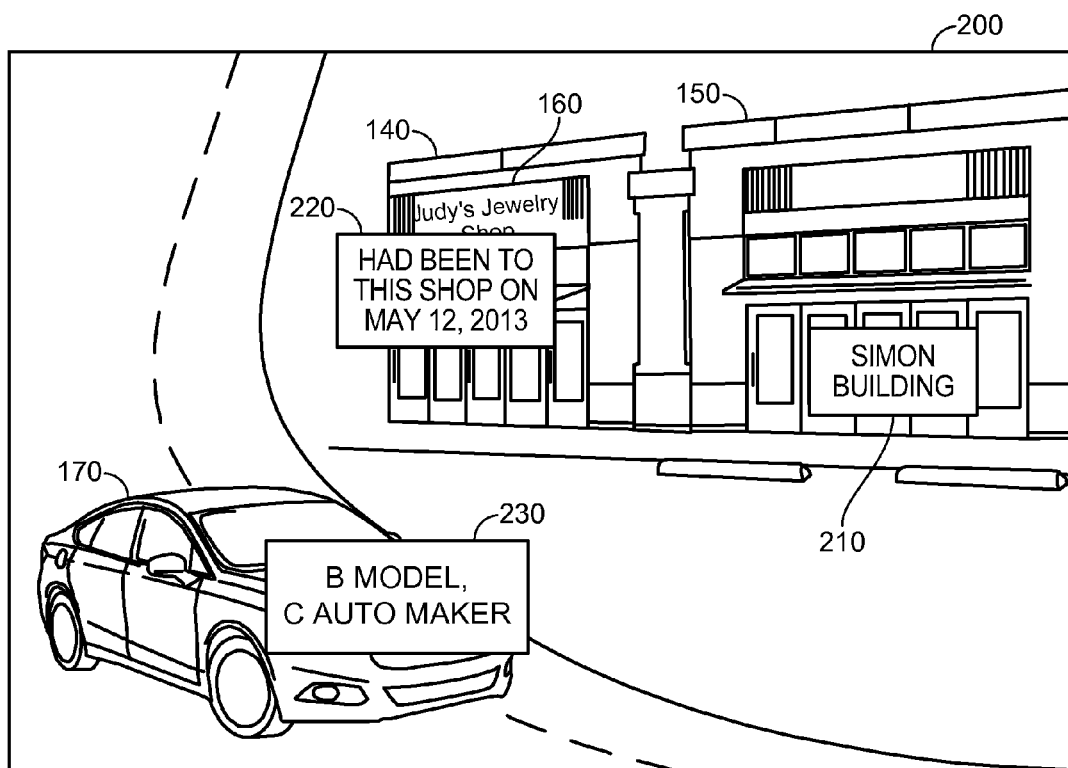 200
160
150
140
220
Judy's Jewelry
Shop
HAD BEEN TO
THIS SHOP ON
MAY 12, 2013
SIMON
BUILDING
170
230
210
B MODEL,
C AUTO MAKER